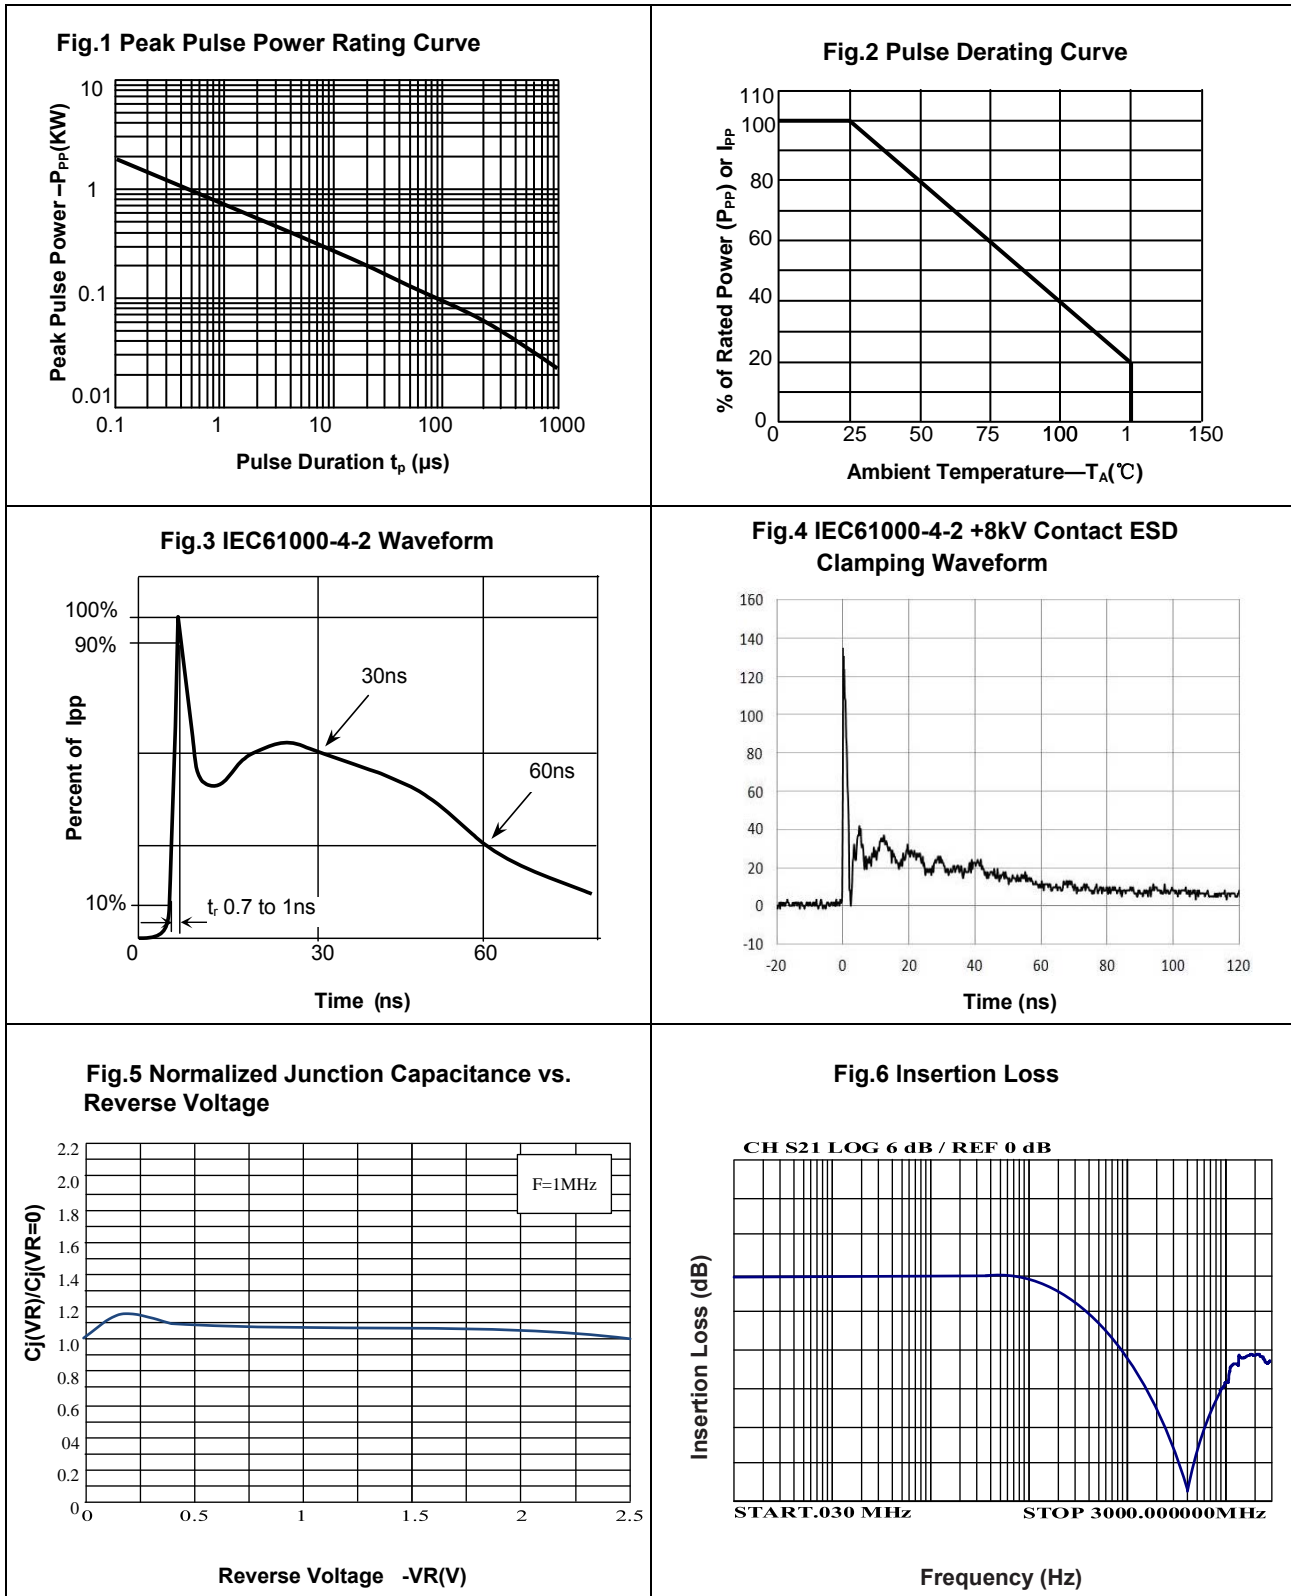 Fig.1 Peak Pulse Power Rating Curve
Peak Pulse Power –PPP(KW)
10
1
0.1
0.01
0.1 1 10 100 1000
Pulse Duration tp (µs)
Fig.2 Pulse Derating Curve
% of Rated Power (PPP) or IPP
110
100
80
60
40
20
0
0 25 50 75 100 1 150
Ambient Temperature—TA(℃)
Fig.3 IEC61000-4-2 Waveform
Percent of Ipp
100%
90%
10%
30ns
60ns
tr 0.7 to 1ns
0 30 60
Time (ns)
Fig.4 IEC61000-4-2 +8kV Contact ESD
Clamping Waveform
160
140
120
100
80
60
40
20
0
-10
-20 0 20 40 60 80 100 120
Time (ns)
Fig.5 Normalized Junction Capacitance vs.
Reverse Voltage
Cj(VR)/Cj(VR=0)
2.2
2.0
1.8
1.6
1.4
1.2
1.0
0.8
0.6
04
0.2
0
F=1MHz
0 0.5 1 1.5 2 2.5
Reverse Voltage -VR(V)
Fig.6 Insertion Loss
CH S21 LOG 6 dB / REF 0 dB
Insertion Loss (dB)
START.030 MHz STOP 3000.000000MHz
Frequency (Hz)